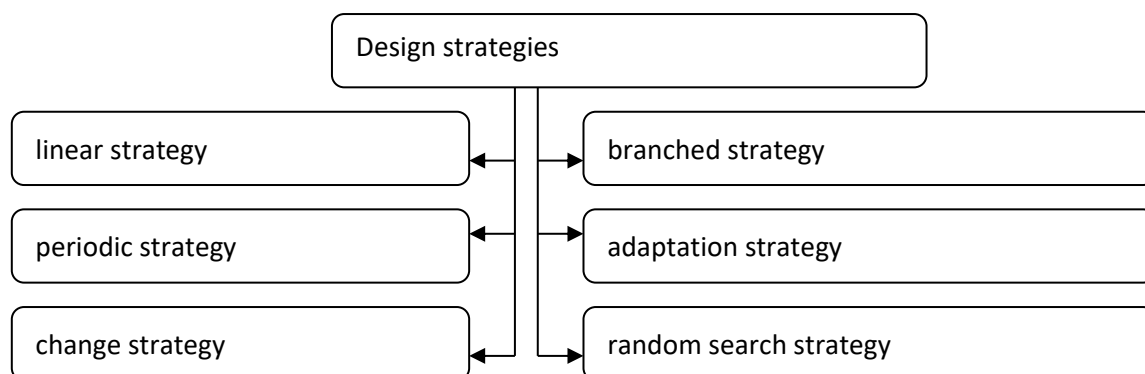 Design strategies
linear strategy
branched strategy
periodic strategy
adaptation strategy
change strategy
random search strategy